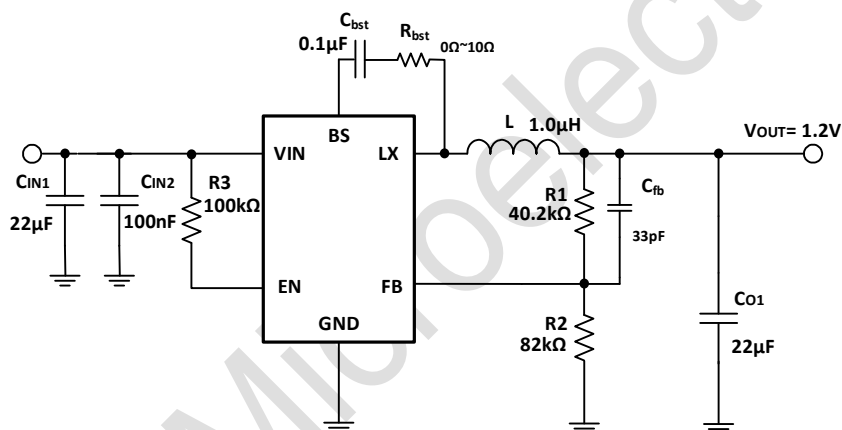 Cbst
0.1µF
Rbst
0Ω~10Ω
BS
VIN
LX
L
1.0µH
VOUT= 1.2V
CIN1
22µF
CIN2
100nF
R3
100kΩ
R1
40.2kΩ
Cfb
33pF
EN
FB
GND
R2
82kΩ
CO1
22µF
Microelect